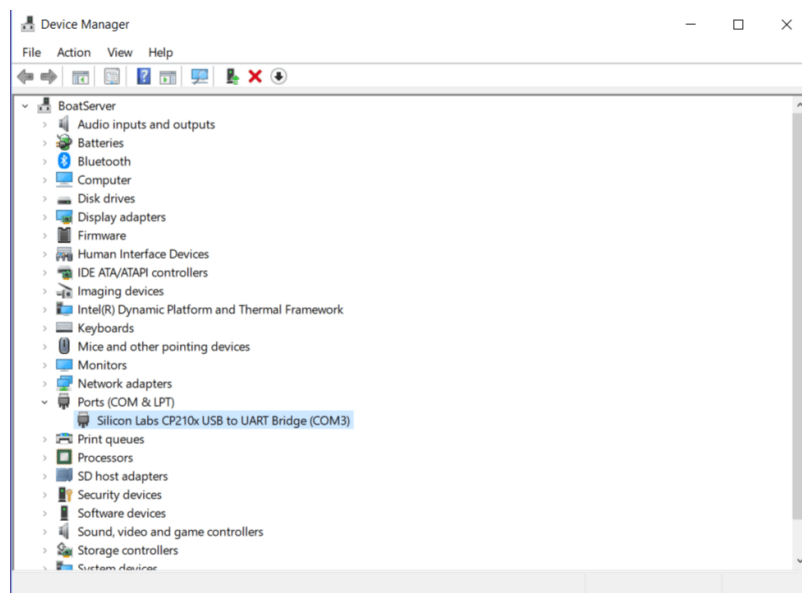 Device Manager
File Action View Help
BoatServer
Audio inputs and outputs
Batteries
Bluetooth
Computer
Disk drives
Display adapters
Firmware
Human Interface Devices
IDE ATA/ATAPI controllers
Imaging devices
Intel(R) Dynamic Platform and Thermal Framework
Keyboards
Mice and other pointing devices
Monitors
Network adapters
Ports (COM & LPT)
Silicon Labs CP210x USB to UART Bridge (COM3)
Print queues
Processors
SD host adapters
Security devices
Software devices
Sound, video and game controllers
Storage controllers
System devices